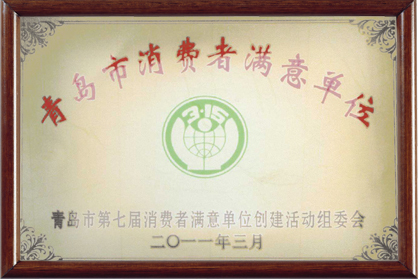 青岛市消费者满意单位
3·15
青岛市第七届消费者满意单位创建活动组委会
二〇一一年三月